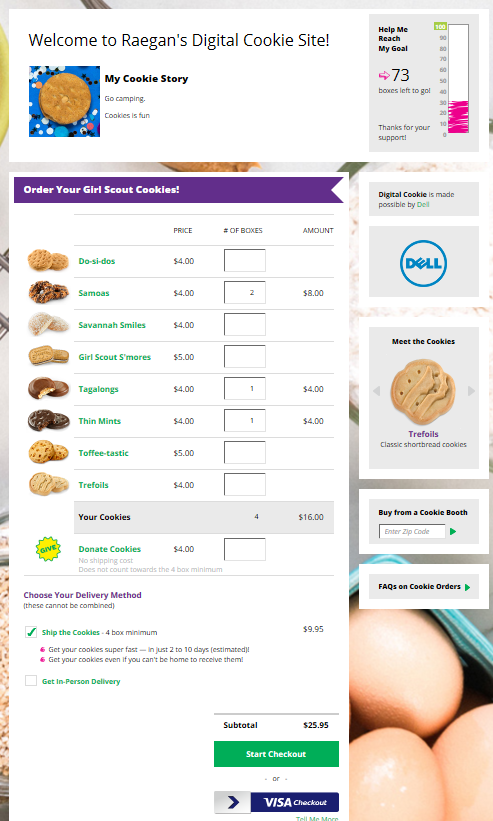 Welcome to Raegan's Digital Cookie Site!
My Cookie Story
Go camping.
Cookies is fun
Help Me
Reach
My Goal
73
boxes left to go!
Thanks for your
support!
100
90
80
70
60
50
40
30
20
10
0
Order Your Girl Scout Cookies!
PRICE # OF BOXES AMOUNT
Do-si-dos $4.00
Samoas $4.00 2 $8.00
Savannah Smiles $4.00
Girl Scout S'mores $5.00
Tagalongs $4.00 1 $4.00
Thin Mints $4.00 1 $4.00
Toffee-tastic $5.00
Trefoils $4.00
Your Cookies 4 $16.00
GIVE Donate Cookies $4.00
No shipping cost
Does not count towards the 4 box minimum
Choose Your Delivery Method
(these cannot be combined)
Ship the Cookies - 4 box minimum $9.95
Get your cookies super fast — in just 2 to 10 days (estimated)!
Get your cookies even if you can't be home to receive them!
Get In-Person Delivery
Subtotal $25.95
Start Checkout
- or -
VISA Checkout
Tell Me More
Digital Cookie is made
possible by Dell
DELL
Meet the Cookies
Trefoils
Classic shortbread cookies
Buy from a Cookie Booth
Enter Zip Code
FAQs on Cookie Orders